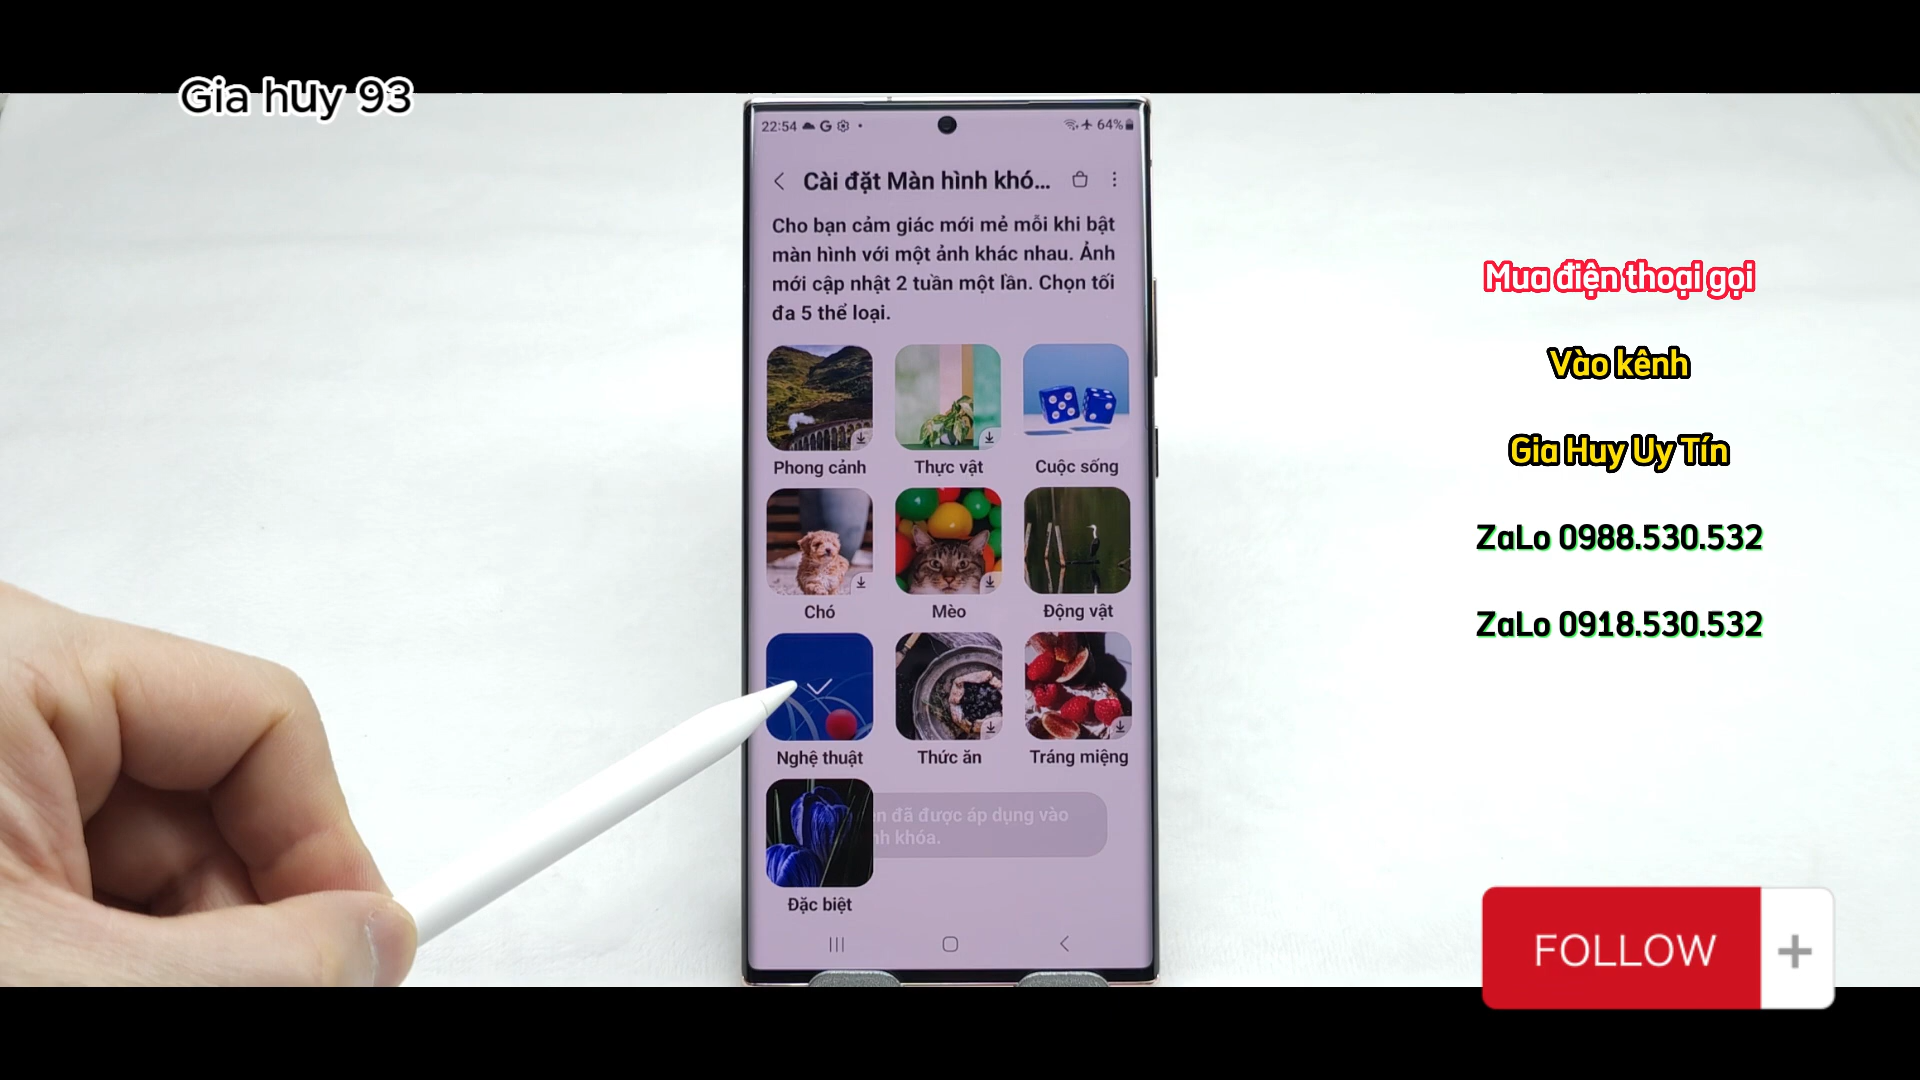 Gia huy 93
22:54
64%
Cài đặt Màn hình khó...
Cho bạn cảm giác mới mẻ mỗi khi bật
màn hình với một ảnh khác nhau. Ảnh
mới cập nhật 2 tuần một lần. Chọn tối
đa 5 thể loại.
Phong cảnh
Thực vật
Cuộc sống
Chó
Mèo
Động vật
Nghệ thuật
Thức ăn
Tráng miệng
đã được áp dụng vào
khóa.
Đặc biệt
Mua điện thoại gọi
Vào kênh
Gia Huy Uy Tín
ZaLo 0988.530.532
ZaLo 0918.530.532
FOLLOW +